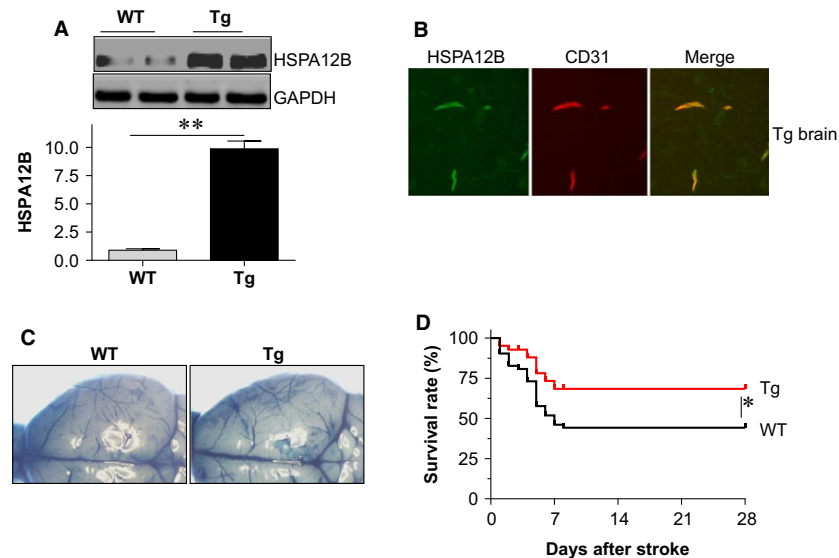 A
WT Tg
HSPA12B
GAPDH
**
HSPA12B
10.0
7.5
5.0
2.5
0.0
WT Tg
B
HSPA12B CD31 Merge
Tg brain
C
WT Tg
D
Survival rate (%)
100
75
50
25
0
Tg
*
WT
0 7 14 21 28
Days after stroke